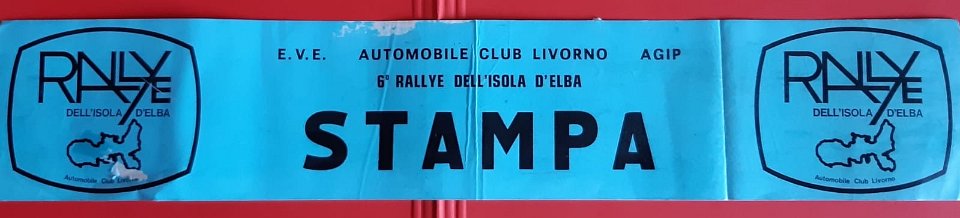 RALLYE
DELL'ISOLA D'ELBA
Automobile Club Livorno
E.V.E. AUTOMOBILE CLUB LIVORNO AGIP
6° RALLYE DELL'ISOLA D'ELBA
STAMPA
RALLYE
DELL'ISOLA D'ELBA
Automobile Club Livorno